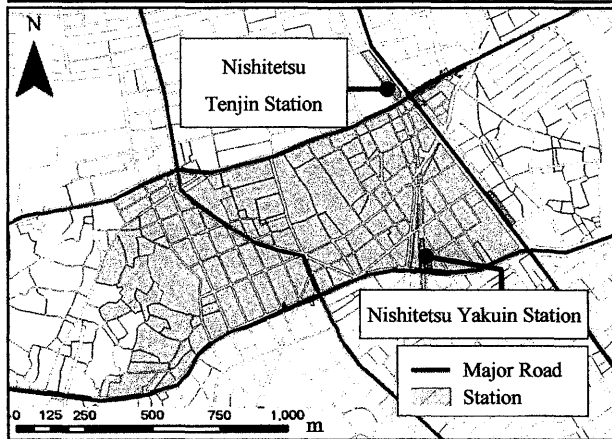 N
Nishitetsu
Tenjin Station
Nishitetsu Yakuin Station
Major Road
Station
0 125 250 500 750 1,000 m